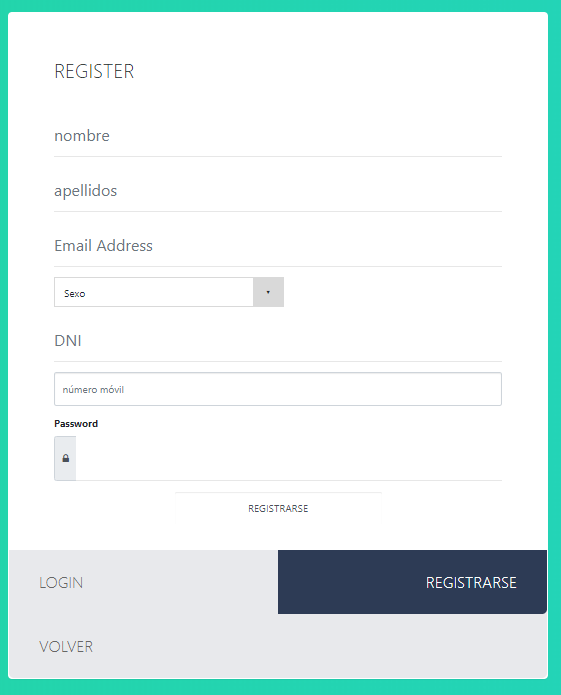 REGISTER
nombre
apellidos
Email Address
Sexo
DNI
número móvil
Password
REGISTRARSE
LOGIN
REGISTRARSE
VOLVER